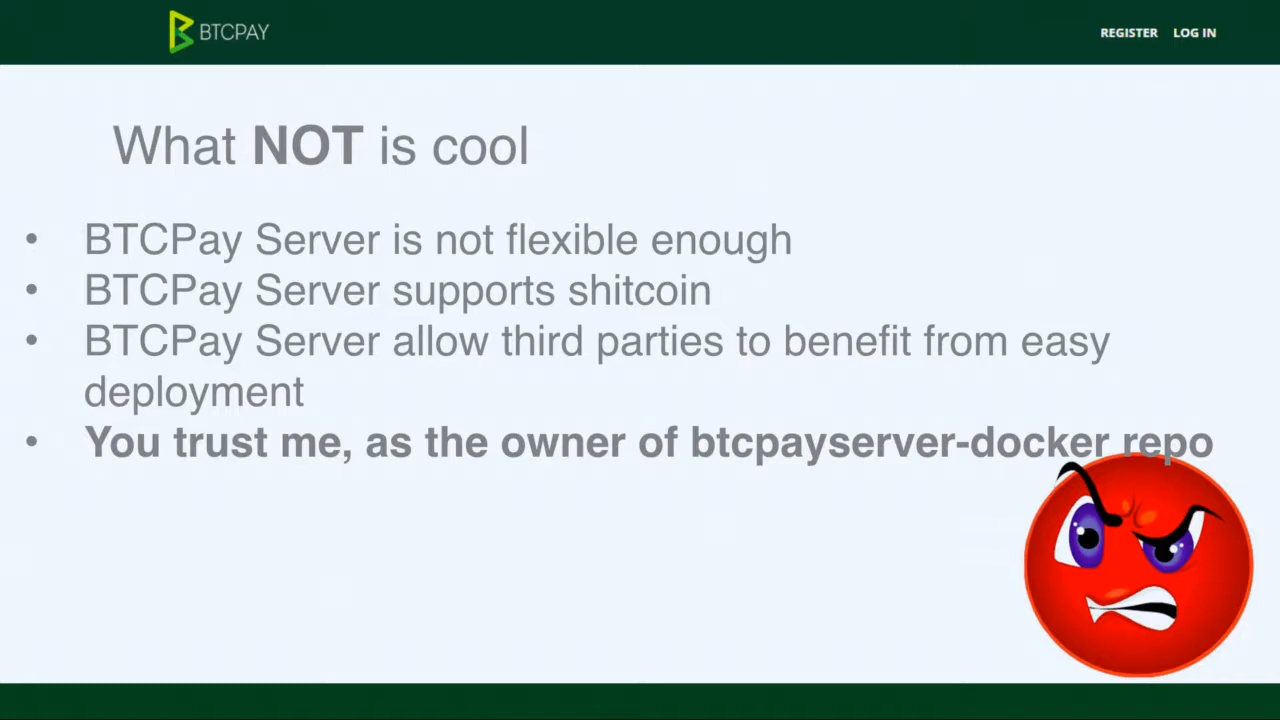 BTCPAY
REGISTER LOG IN
What NOT is cool
• BTCPay Server is not flexible enough
• BTCPay Server supports shitcoin
• BTCPay Server allow third parties to benefit from easy
deployment
• You trust me, as the owner of btcpayserver-docker repo